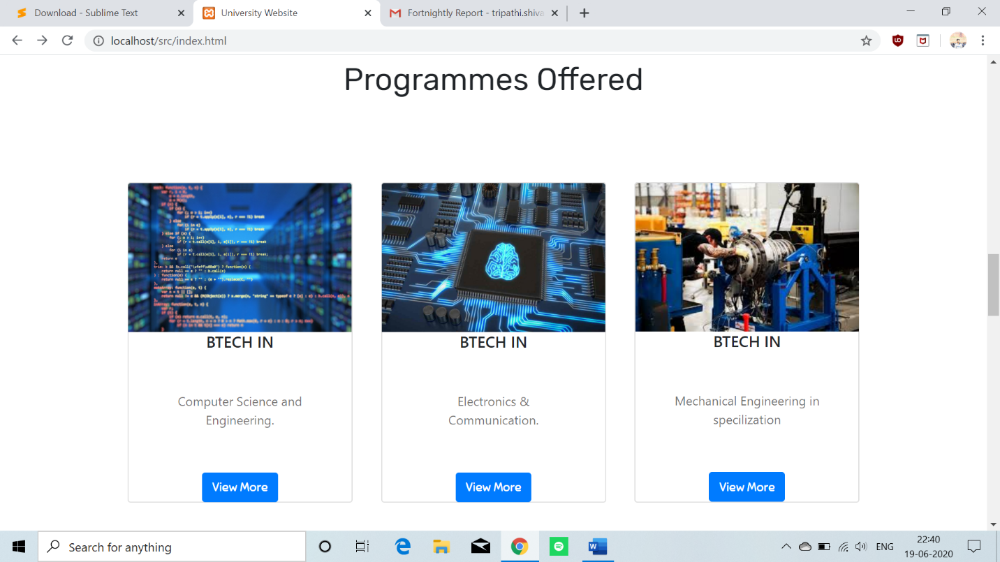 Download - Sublime Text
University Website
Fortnightly Report - tripathi.shiva
localhost/src/index.html
Programmes Offered
BTECH IN
Computer Science and
Engineering.
View More
BTECH IN
Electronics &
Communication.
View More
BTECH IN
Mechanical Engineering in
specilization
View More
Search for anything
ENG
22:40
19-06-2020